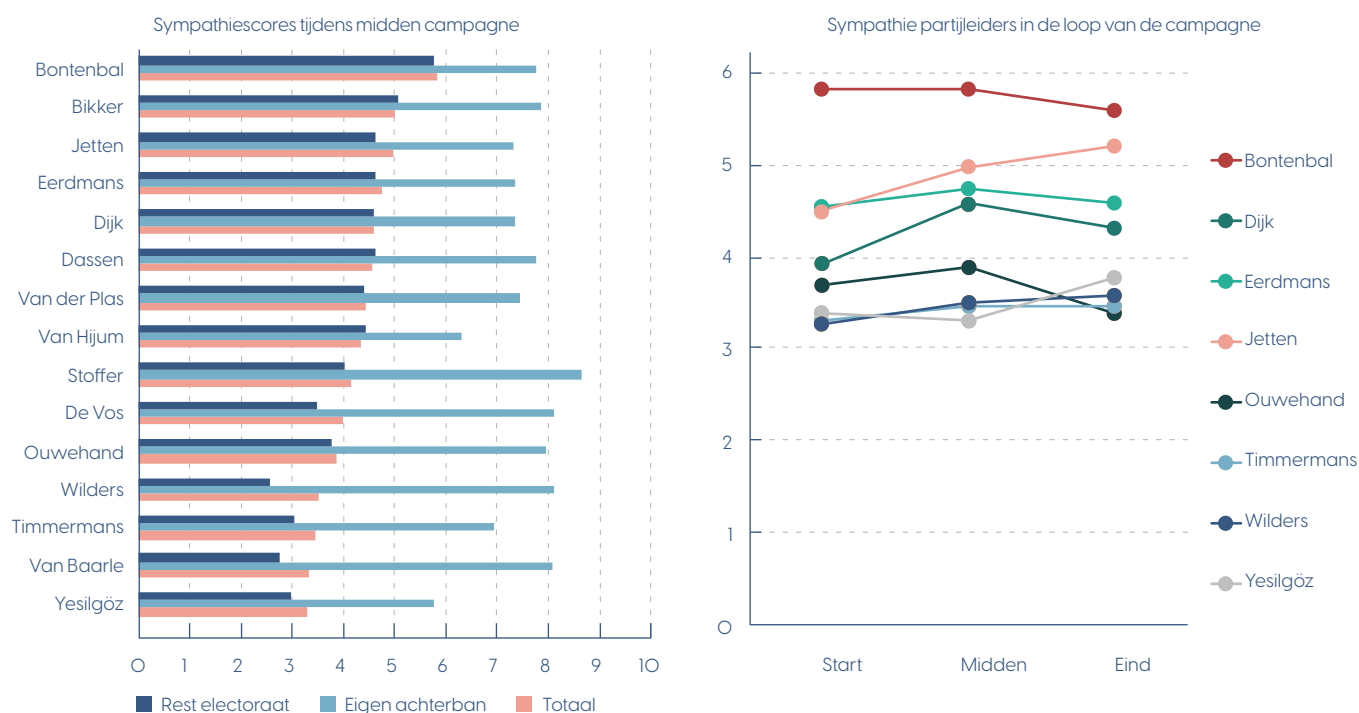 Sympathiescores tijdens midden campagne
Bontenbal
Bikker
Jetten
Eerdmans
Dijk
Dassen
Van der Plas
Van Hijum
Stoffer
De Vos
Ouwehand
Wilders
Timmermans
Van Baarle
Yesilgöz
0 1 2 3 4 5 6 7 8 9 10
Rest electoraat Eigen achterban Totaal
Sympathie partijleiders in de loop van de campagne
6
5
4
3
2
1
0
Start Midden Eind
Bontenbal
Dijk
Eerdmans
Jetten
Ouwehand
Timmermans
Wilders
Yesilgöz